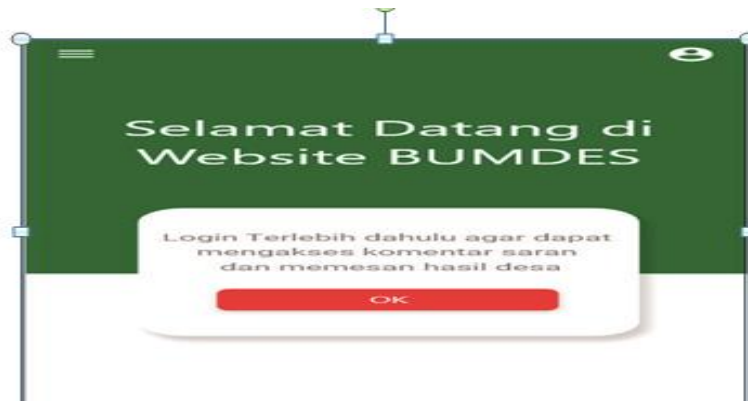 Selamat Datang di
Website BUMDES
Login Terlebih dahulu agar dapat
mengakses komentar saran
dan memesan hasil desa
OK